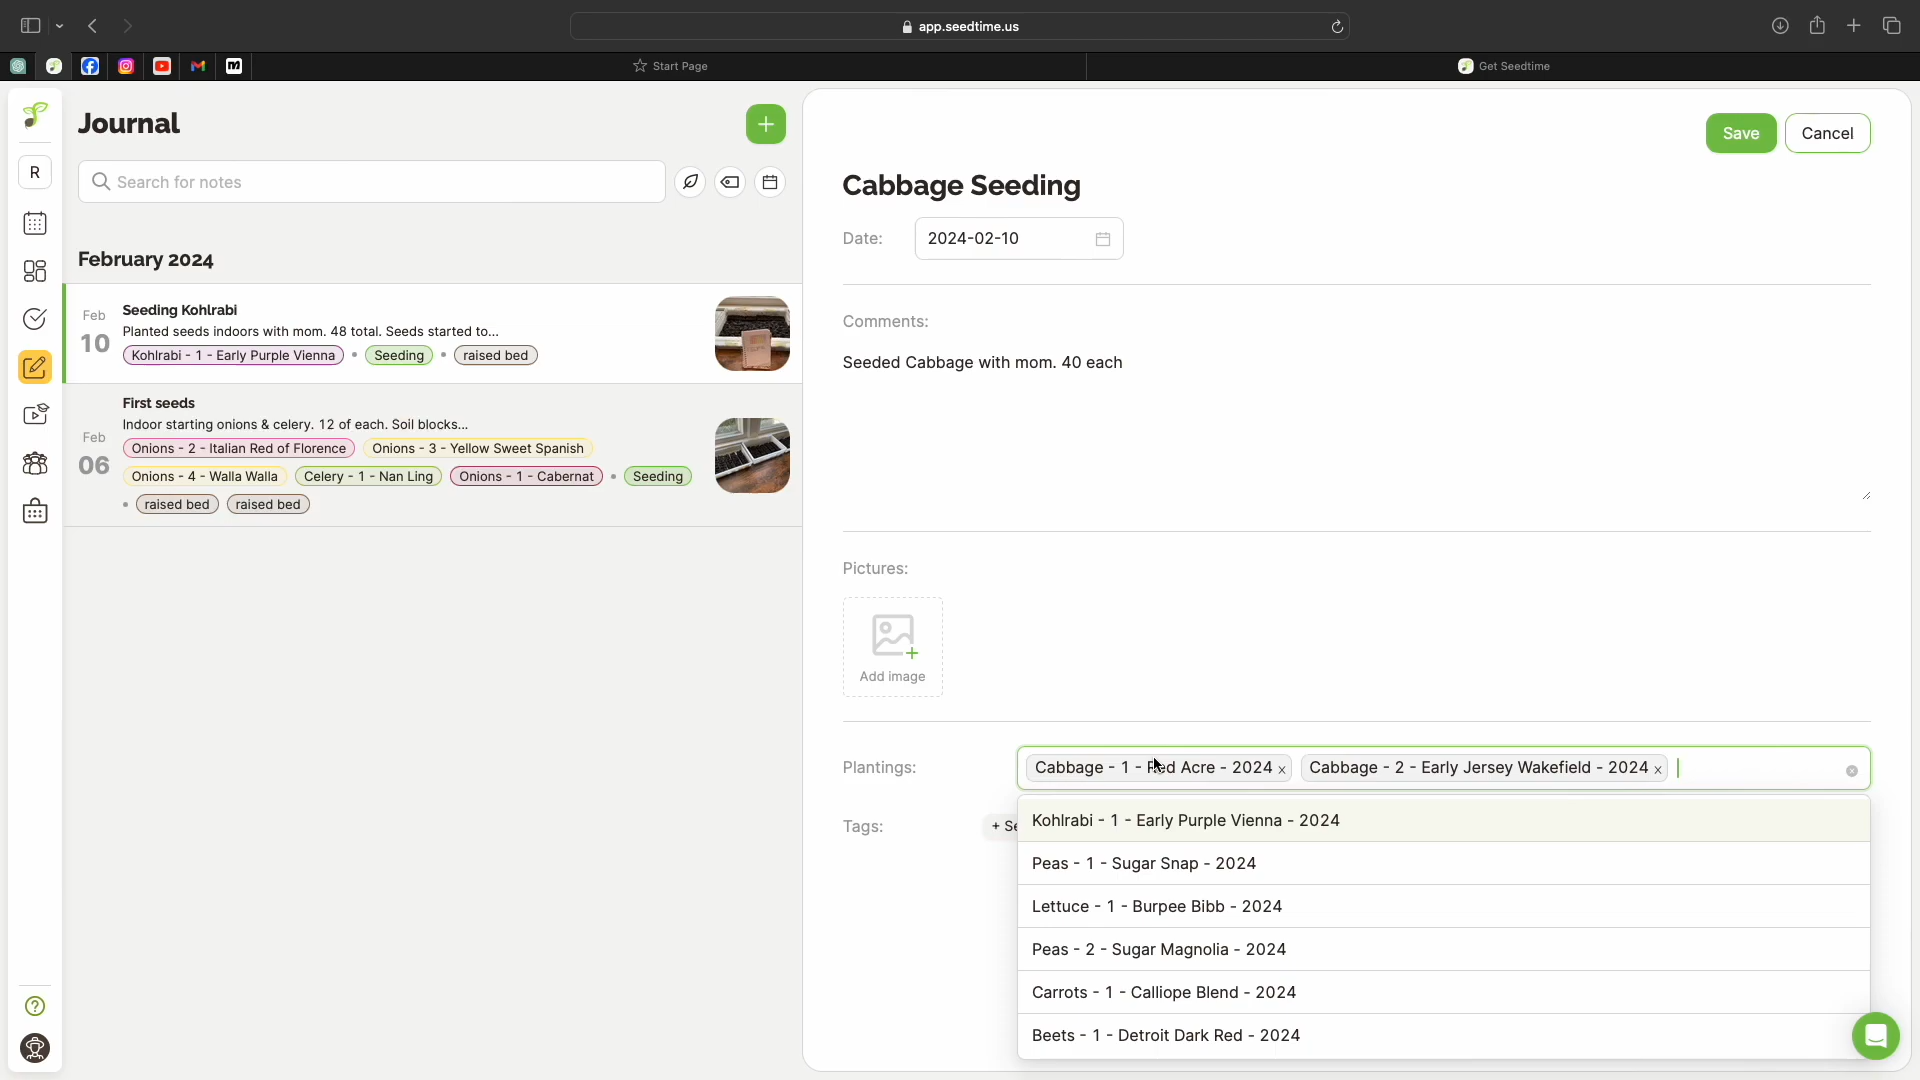 app.seedtime.us
Start Page
Get Seedtime
R
Journal
Search for notes
February 2024
Feb
10
Seeding Kohlrabi
Planted seeds indoors with mom. 48 total. Seeds started to...
Kohlrabi - 1 - Early Purple Vienna
Seeding
raised bed
Feb
06
First seeds
Indoor starting onions & celery. 12 of each. Soil blocks...
Onions - 2 - Italian Red of Florence
Onions - 3 - Yellow Sweet Spanish
Onions - 4 - Walla Walla
Celery - 1 - Nan Ling
Onions - 1 - Cabernat
Seeding
raised bed
raised bed
Save
Cancel
Cabbage Seeding
Date:
2024-02-10
Comments:
Seeded Cabbage with mom. 40 each
Pictures:
Add image
Plantings:
Cabbage - 1 - Red Acre - 2024 x
Cabbage - 2 - Early Jersey Wakefield - 2024 x
Tags:
+ Se
Kohlrabi - 1 - Early Purple Vienna - 2024
Peas - 1 - Sugar Snap - 2024
Lettuce - 1 - Burpee Bibb - 2024
Peas - 2 - Sugar Magnolia - 2024
Carrots - 1 - Calliope Blend - 2024
Beets - 1 - Detroit Dark Red - 2024